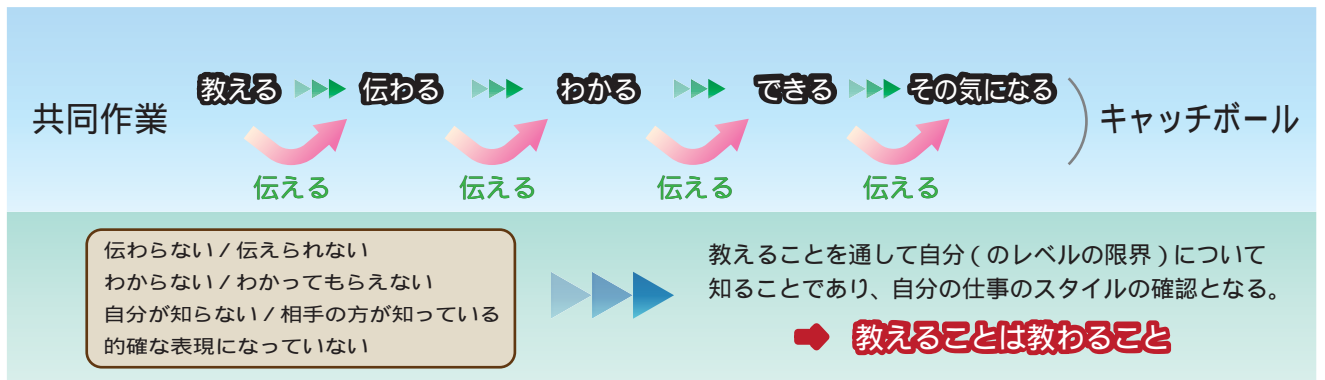 教える 伝わる わかる できる その気になる
共同作業 キャッチボール
伝える 伝える 伝える 伝える
伝わらない / 伝えられない
わからない / わかってもらえない
自分が知らない / 相手の方が知っている
的確な表現になっていない
教えることを通して自分 ( のレベルの限界 ) について
知ることであり、自分の仕事のスタイルの確認となる。
教えることは教わること